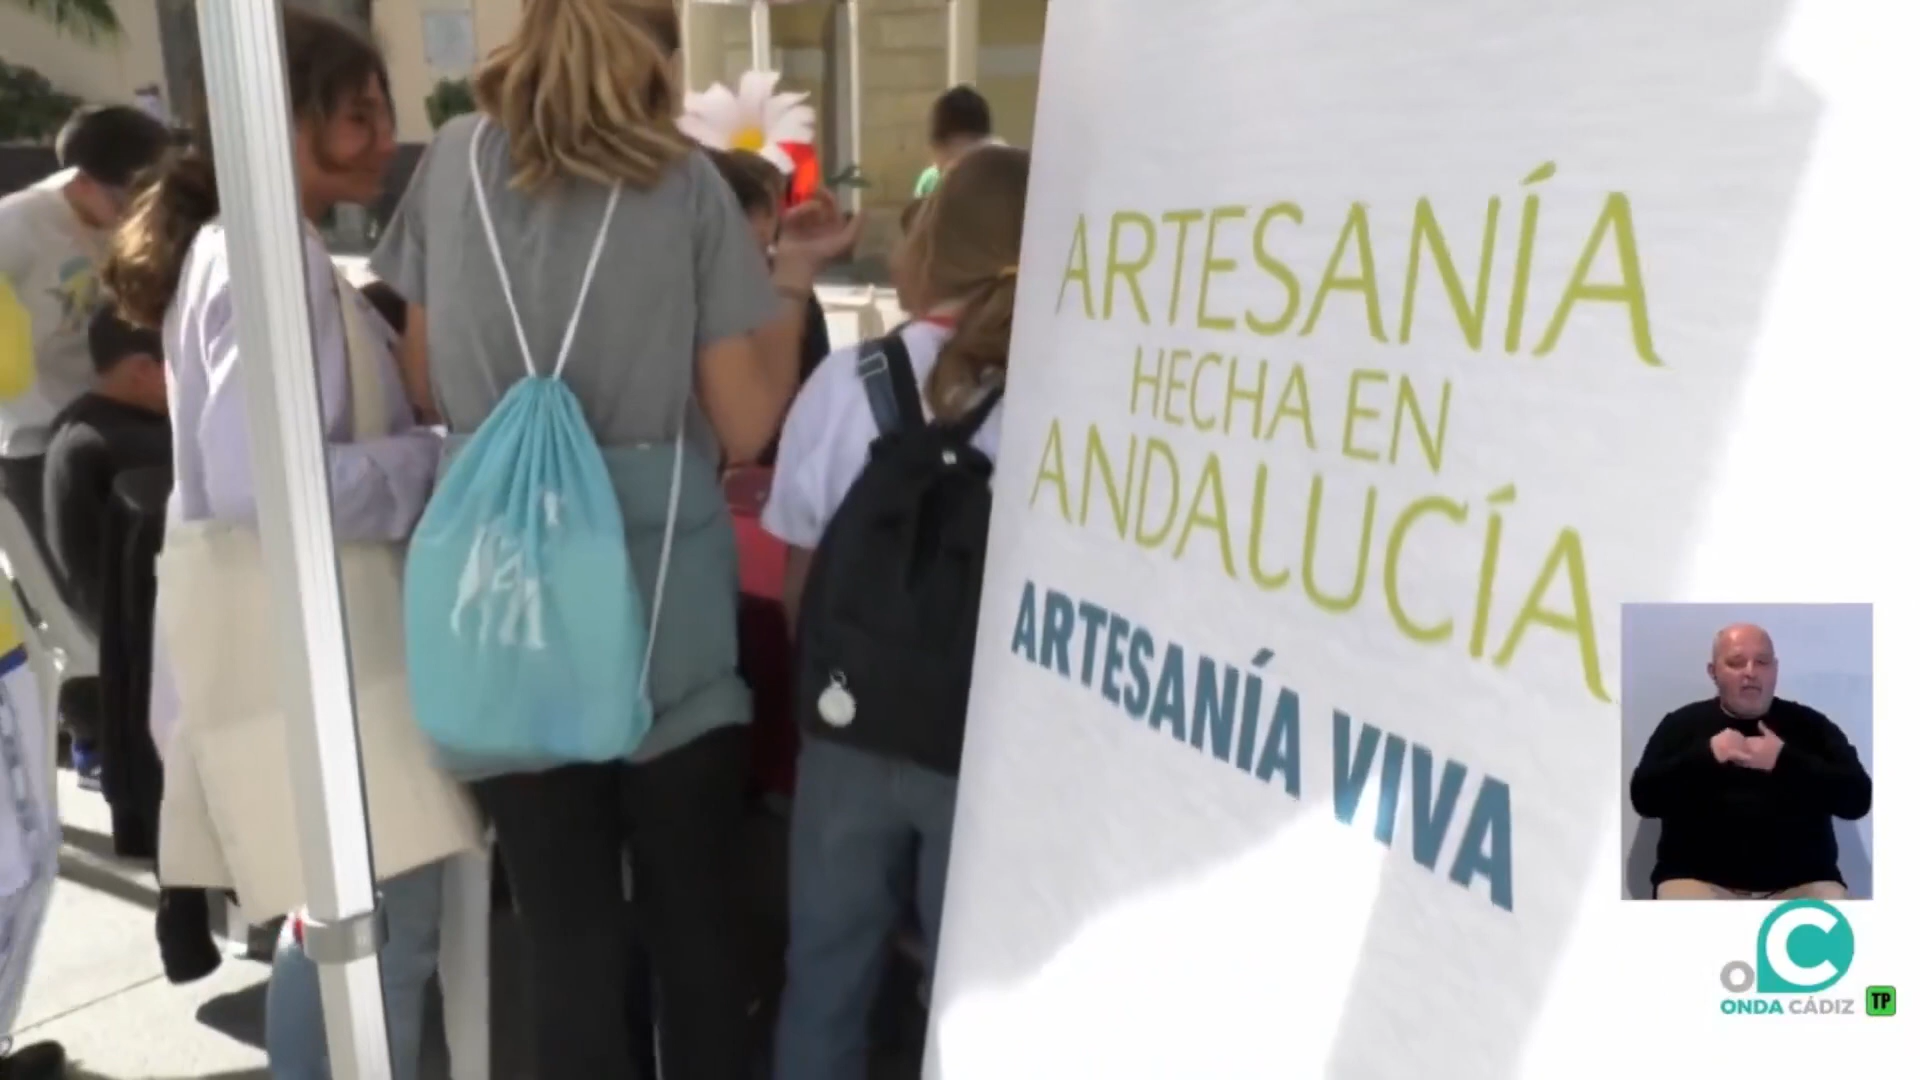 ARTESANÍA
HECHA EN
ANDALUCÍA
ARTESANÍA VIVA
ONDA CÁDIZ
TP